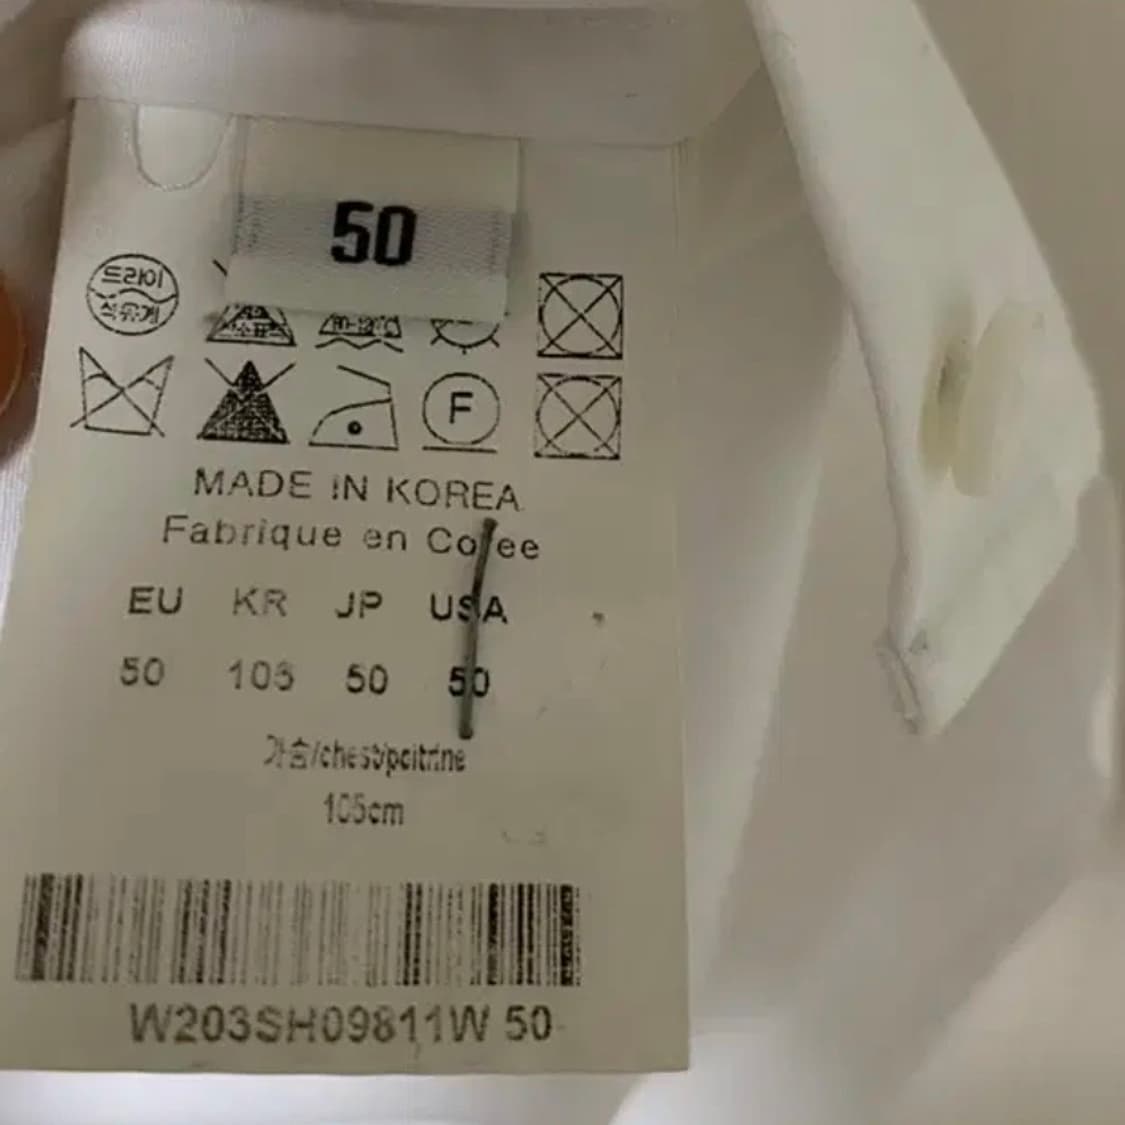 50
드라이
석유계
F
MADE IN KOREA
Fabrique en Coree
EU KR JP USA
50 105 50 50
가슴/chest/poitrine
105cm
W203SH09811W 50